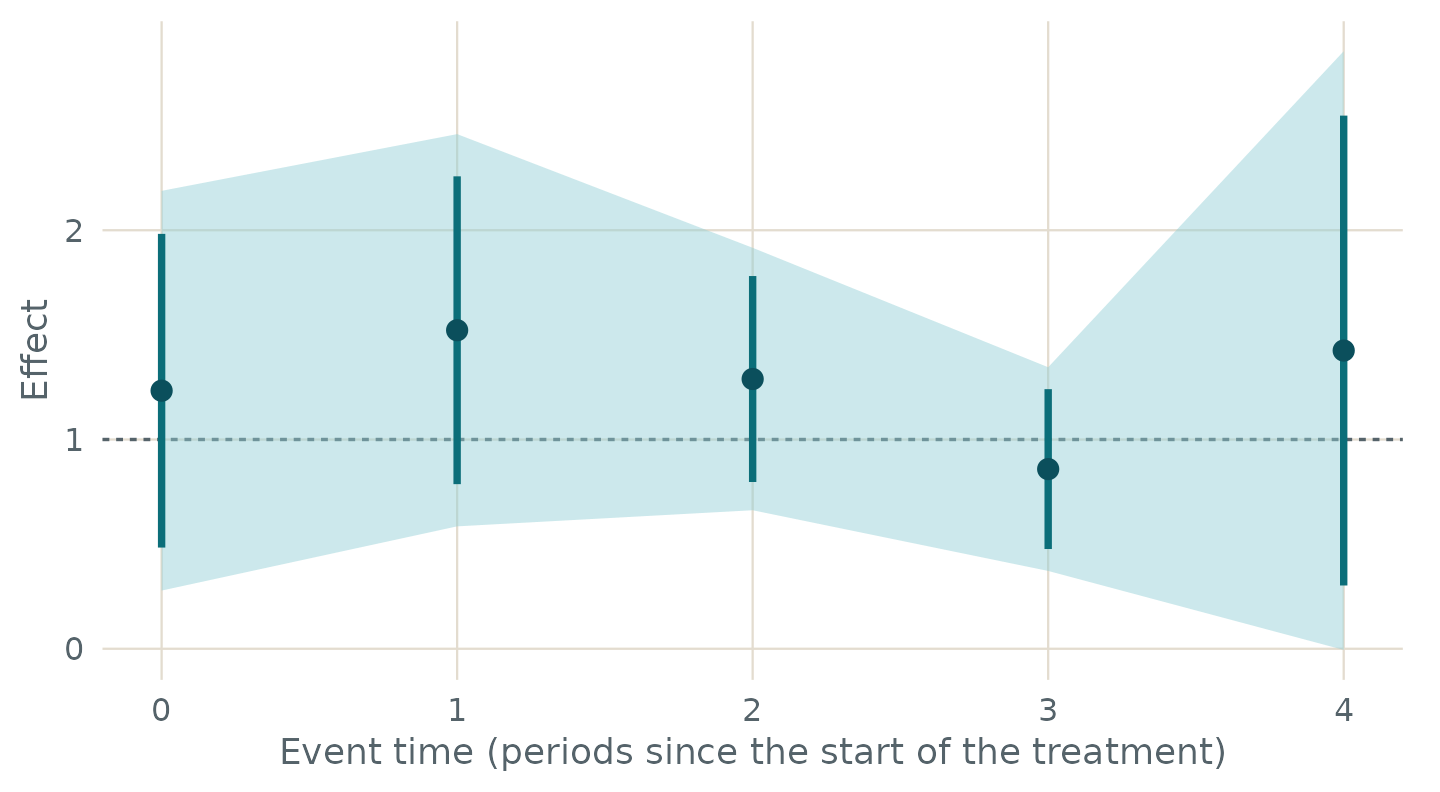 Effect
2
1
0
0 1 2 3 4
Event time (periods since the start of the treatment)